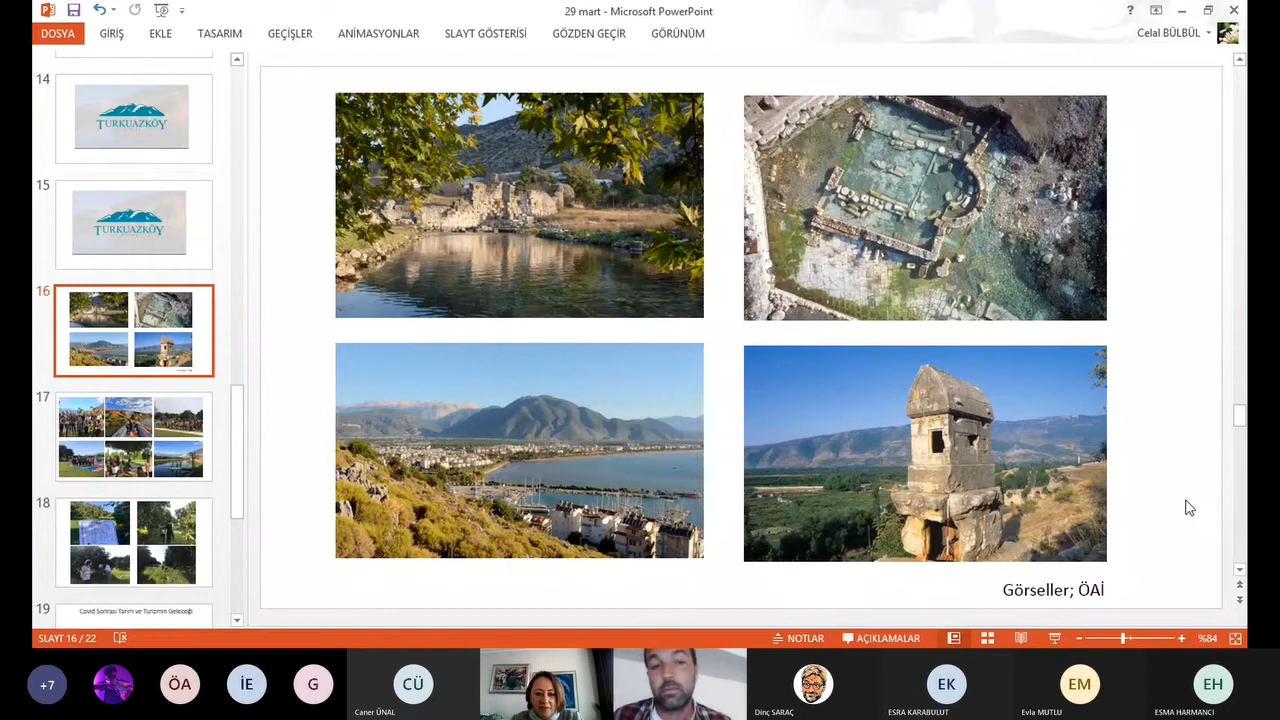 29 mart - Microsoft PowerPoint
?
DOSYA GİRİŞ EKLE TASARIM GEÇİŞLER ANİMASYONLAR SLAYT GÖSTERİSİ GÖZDEN GEÇİR GÖRÜNÜM
Celal BÜLBÜL
14
TURKUAZKÖY
15
TURKUAZKÖY
16
17
18
19
Covid Sonrası Tarım ve Turizmin Geleceği
Görseller; ÖAİ
SLAYT 16 / 22
NOTLAR
AÇIKLAMALAR
%84
+7
ÖA
İE
G
CÜ
Caner ÜNAL
Dinç SARAÇ
EK
ESRA KARABULUT
EM
Evla MUTLU
EH
ESMA HARMANCI